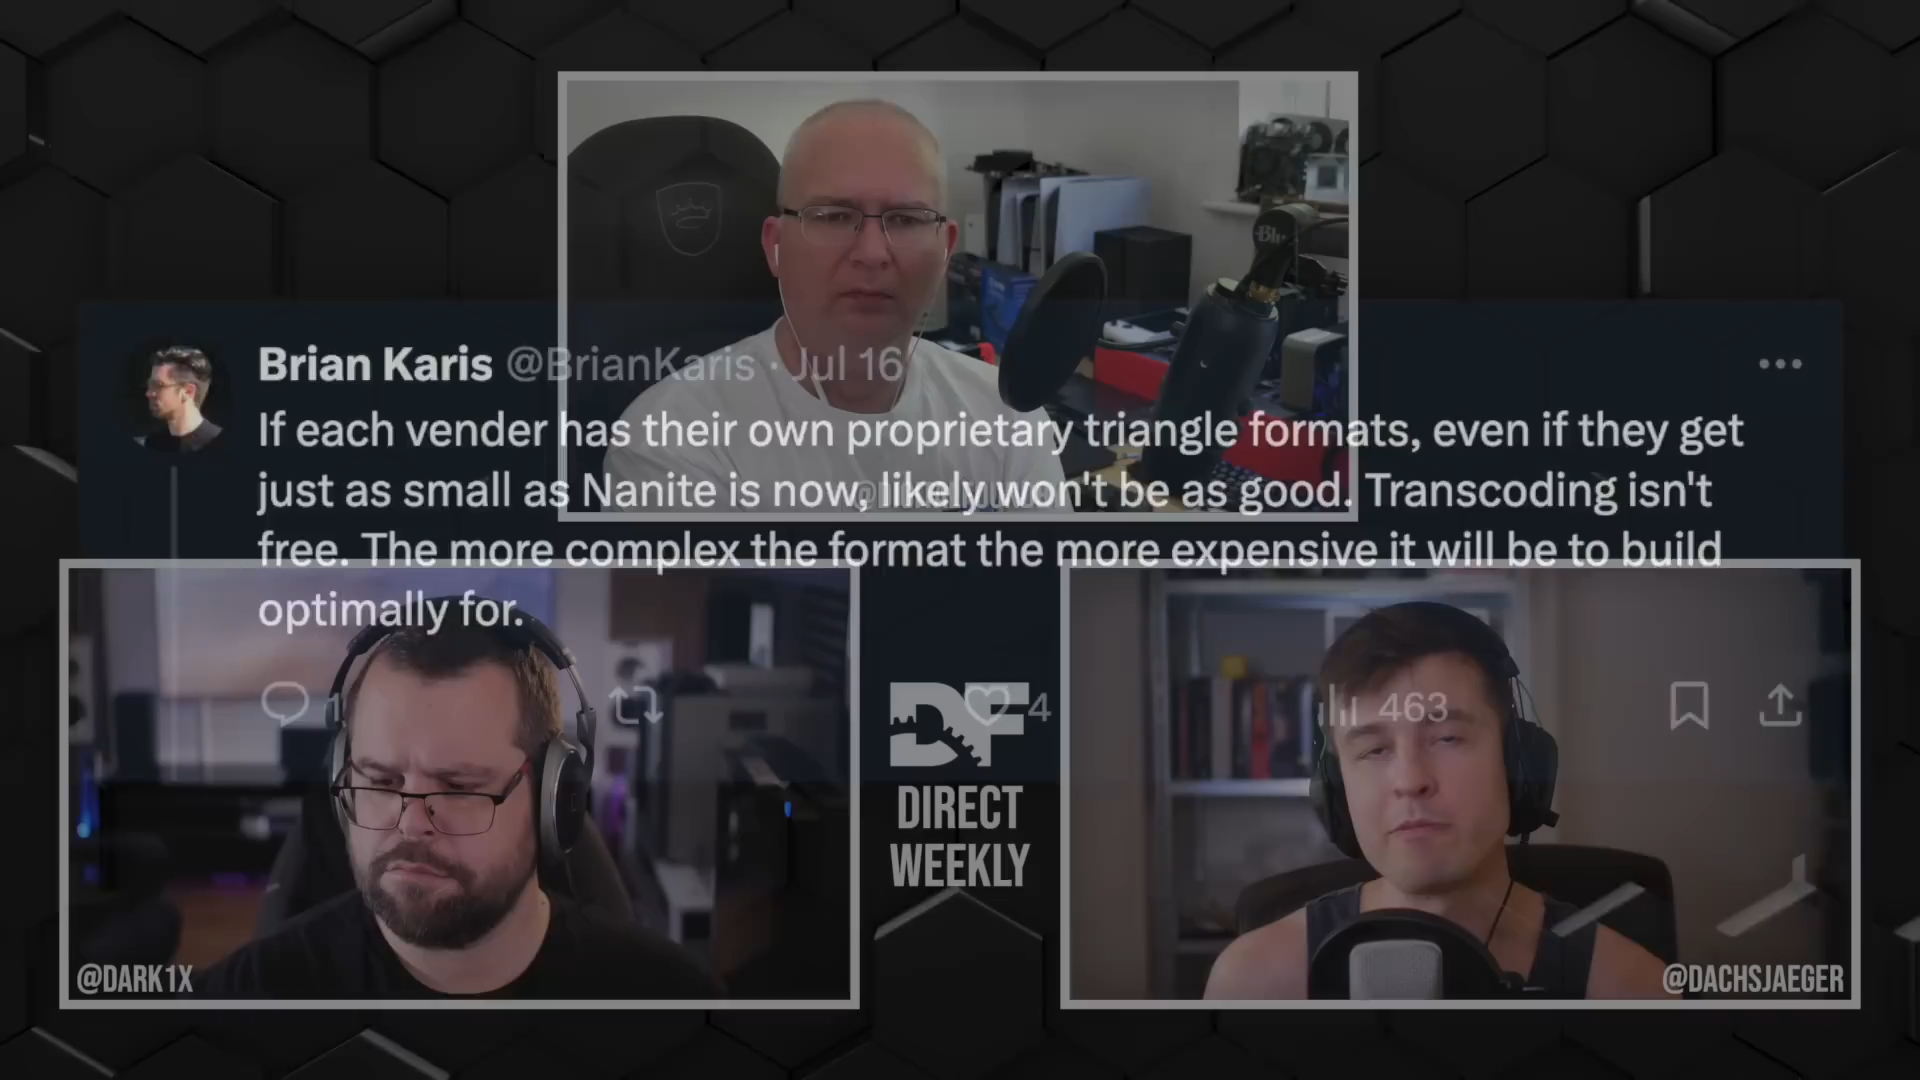 Brian Karis @BrianKaris · Jul 16
If each vender has their own proprietary triangle formats, even if they get
just as small as Nanite is now, likely won't be as good. Transcoding isn't
free. The more complex the format the more expensive it will be to build
optimally for.
4
463
DF
DIRECT
WEEKLY
@DARK1X
@DACHSJAEGER